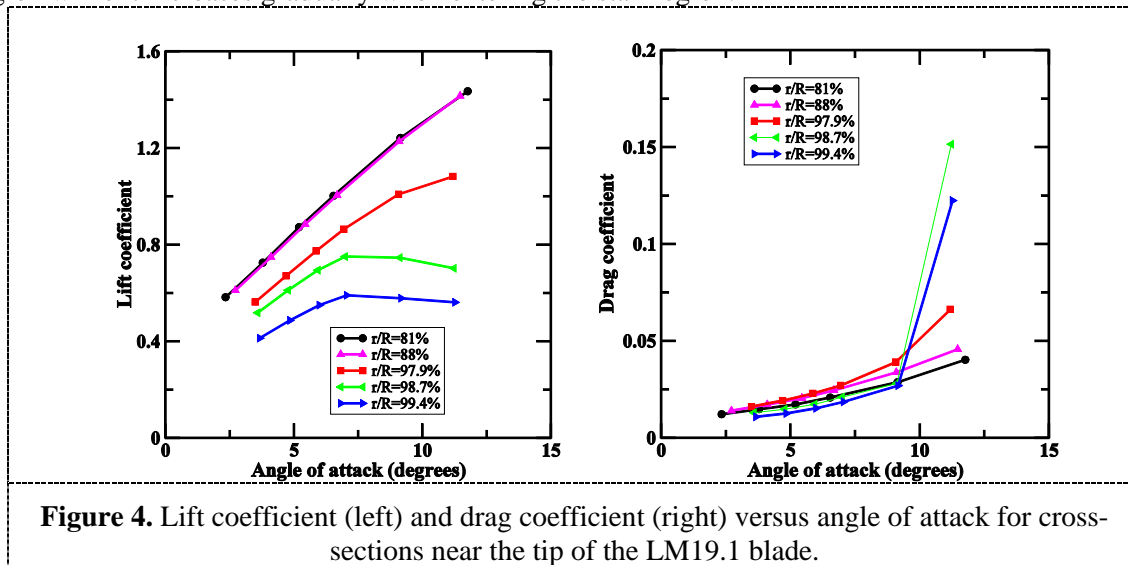 1.6
1.2
0.8
0.4
0
0
5
10
15
Angle of attack (degrees)
Lift coefficient
r/R=81%
r/R=88%
r/R=97.9%
r/R=98.7%
r/R=99.4%
0.2
0.15
0.1
0.05
0
0
5
10
15
Angle of attack (degrees)
Drag coefficient
r/R=81%
r/R=88%
r/R=97.9%
r/R=98.7%
r/R=99.4%
Figure 4. Lift coefficient (left) and drag coefficient (right) versus angle of attack for cross-
sections near the tip of the LM19.1 blade.